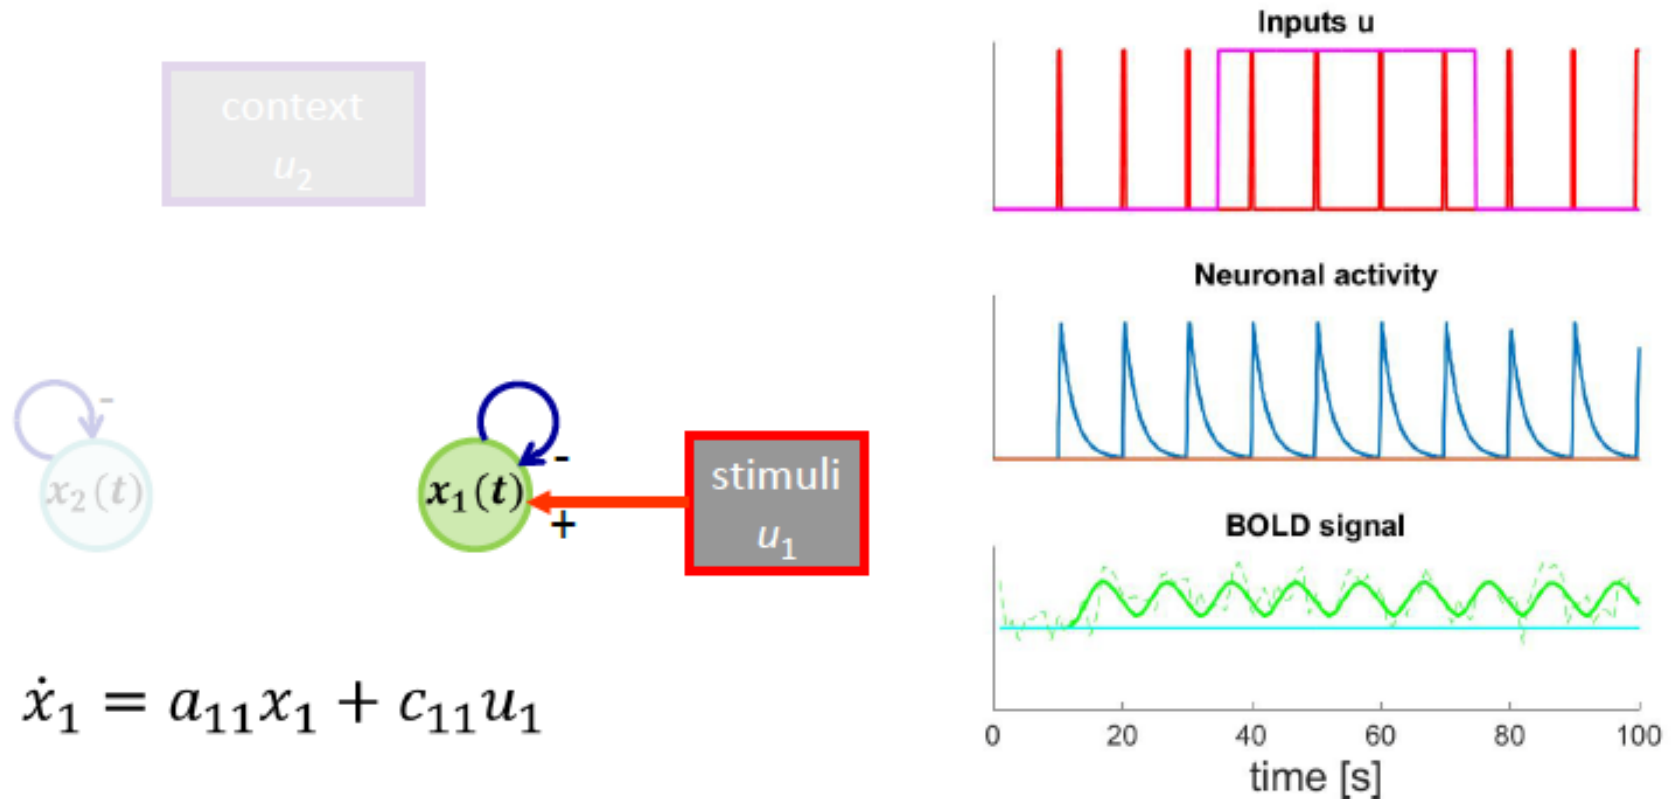 context
u₂
-
x₂(t)
-
x₁(t)
+
stimuli
u₁
ẋ₁ = a₁₁x₁ + c₁₁u₁
Inputs u
Neuronal activity
BOLD signal
0 20 40 60 80 100
time [s]